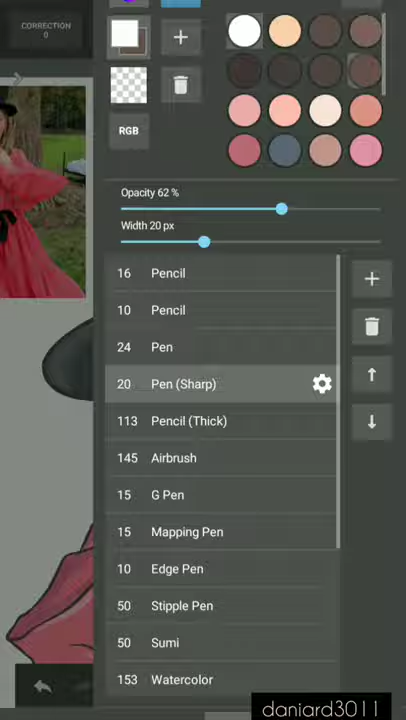 CORRECTION
0
RGB
Opacity 62 %
Width 20 px
16 Pencil
10 Pencil
24 Pen
20 Pen (Sharp)
113 Pencil (Thick)
145 Airbrush
15 G Pen
15 Mapping Pen
10 Edge Pen
50 Stipple Pen
50 Sumi
153 Watercolor
daniard3011